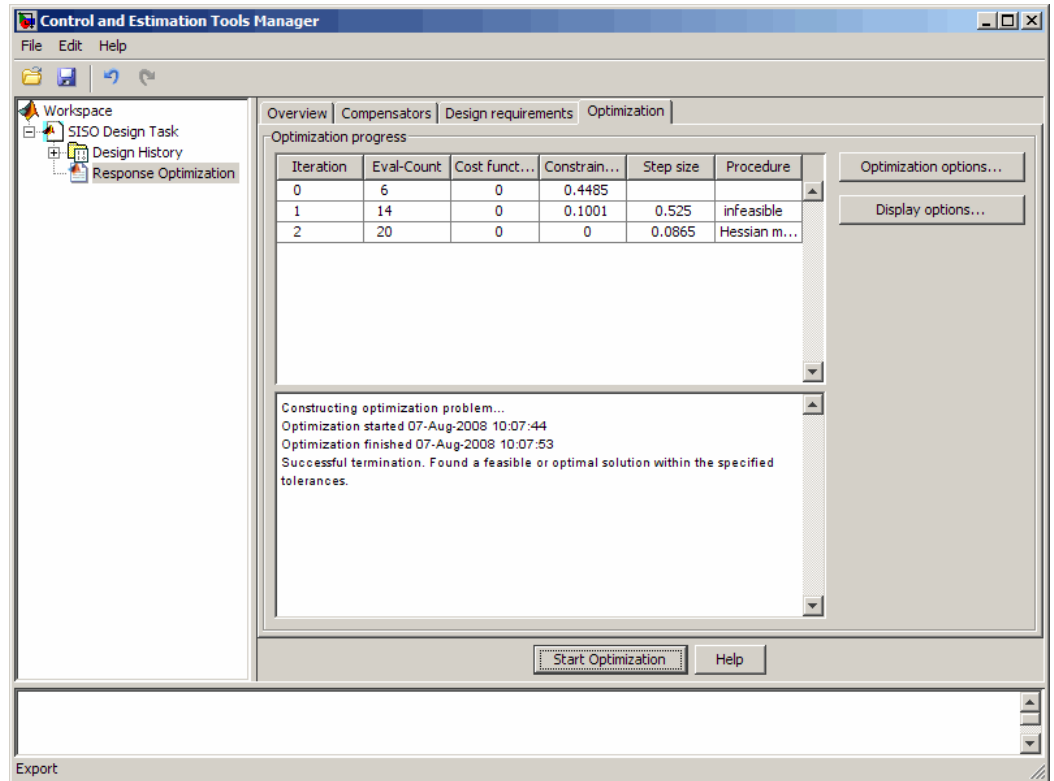 Control and Estimation Tools Manager
File Edit Help
Workspace
SISO Design Task
Design History
Response Optimization
Overview Compensators Design requirements Optimization
Optimization progress
Iteration Eval-Count Cost funct... Constrain... Step size Procedure
0 6 0 0.4485
1 14 0 0.1001 0.525 infeasible
2 20 0 0 0.0865 Hessian m...
Optimization options...
Display options...
Constructing optimization problem...
Optimization started 07-Aug-2008 10:07:44
Optimization finished 07-Aug-2008 10:07:53
Successful termination. Found a feasible or optimal solution within the specified
tolerances.
Start Optimization Help
Export